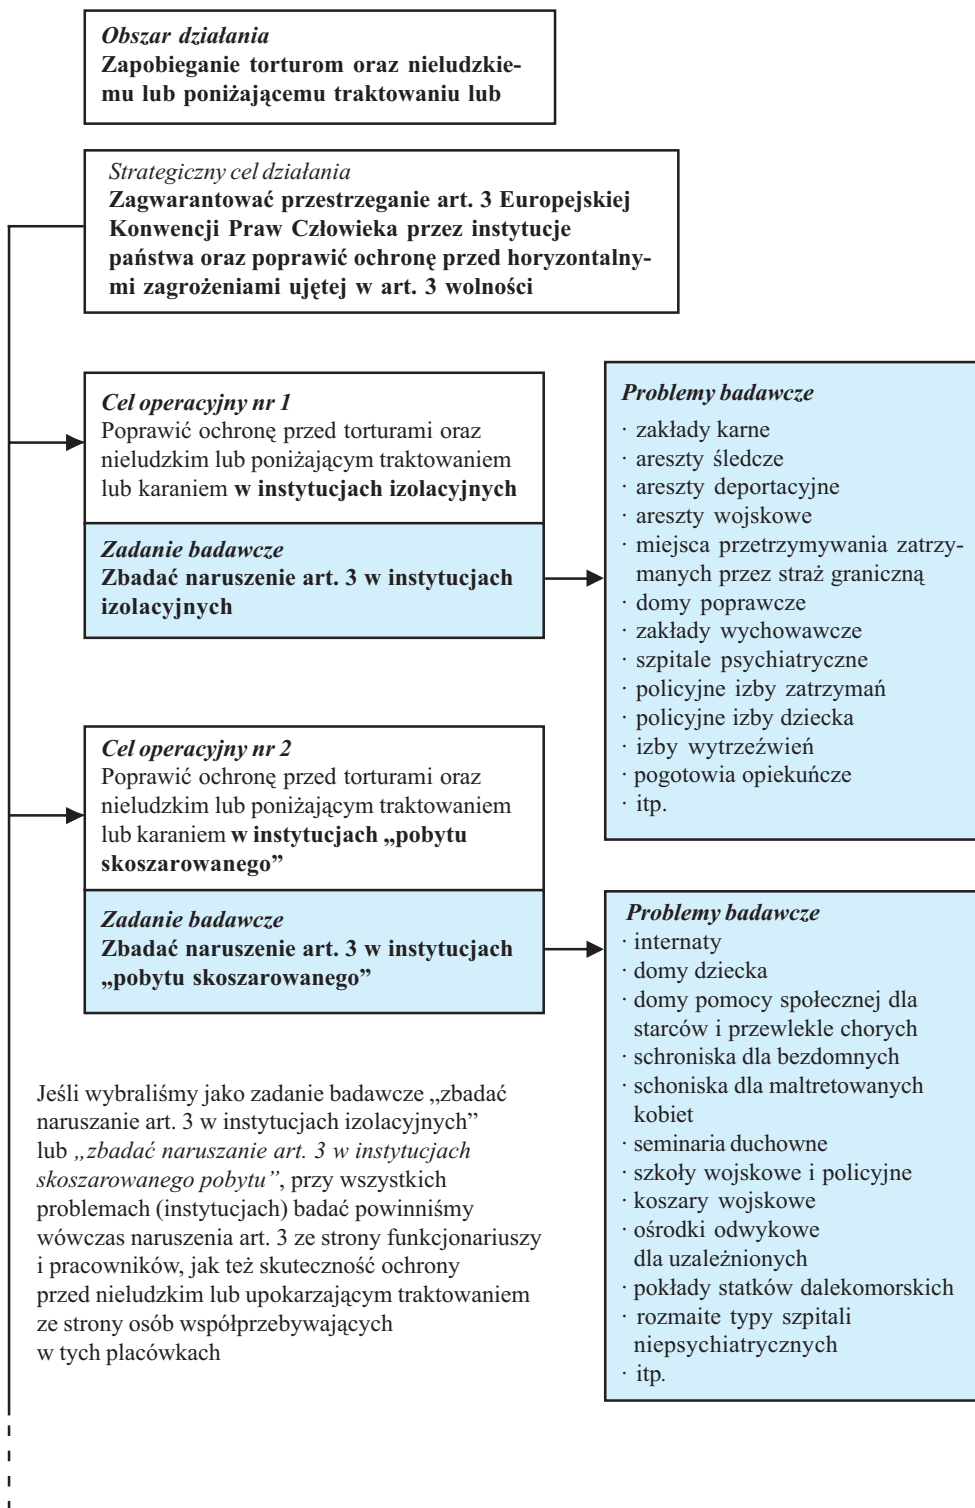 Obszar działania
Zapobieganie torturom oraz nieludzkie-
mu lub poniżającemu traktowaniu lub
Strategiczny cel działania
Zagwarantować przestrzeganie art. 3 Europejskiej
Konwencji Praw Człowieka przez instytucje
państwa oraz poprawić ochronę przed horyzontalny-
mi zagrożeniami ujętej w art. 3 wolności
Cel operacyjny nr 1
Poprawić ochronę przed torturami oraz
nieludzkim lub poniżającym traktowaniem
lub karaniem w instytucjach izolacyjnych
Zadanie badawcze
Zbadać naruszenie art. 3 w instytucjach
izolacyjnych
Problemy badawcze
· zakłady karne
· areszty śledcze
· areszty deportacyjne
· areszty wojskowe
· miejsca przetrzymywania zatrzy-
manych przez straż graniczną
· domy poprawcze
· zakłady wychowawcze
· szpitale psychiatryczne
· policyjne izby zatrzymań
· policyjne izby dziecka
· izby wytrzeźwień
· pogotowia opiekuńcze
· itp.
Cel operacyjny nr 2
Poprawić ochronę przed torturami oraz
nieludzkim lub poniżającym traktowaniem
lub karaniem w instytucjach „pobytu
skoszarowanego”
Zadanie badawcze
Zbadać naruszenie art. 3 w instytucjach
„pobytu skoszarowanego”
Problemy badawcze
· internaty
· domy dziecka
· domy pomocy społecznej dla
starców i przewlekle chorych
· schroniska dla bezdomnych
· schoniska dla maltretowanych
kobiet
· seminaria duchowne
· szkoły wojskowe i policyjne
· koszary wojskowe
· ośrodki odwykowe
dla uzależnionych
· pokłady statków dalekomorskich
· rozmaite typy szpitali
niepsychiatrycznych
· itp.
Jeśli wybraliśmy jako zadanie badawcze „zbadać
naruszanie art. 3 w instytucjach izolacyjnych”
lub „zbadać naruszanie art. 3 w instytucjach
skoszarowanego pobytu”, przy wszystkich
problemach (instytucjach) badać powinniśmy
wówczas naruszenia art. 3 ze strony funkcjonariuszy
i pracowników, jak też skuteczność ochrony
przed nieludzkim lub upokarzającym traktowaniem
ze strony osób współprzebywających
w tych placówkach